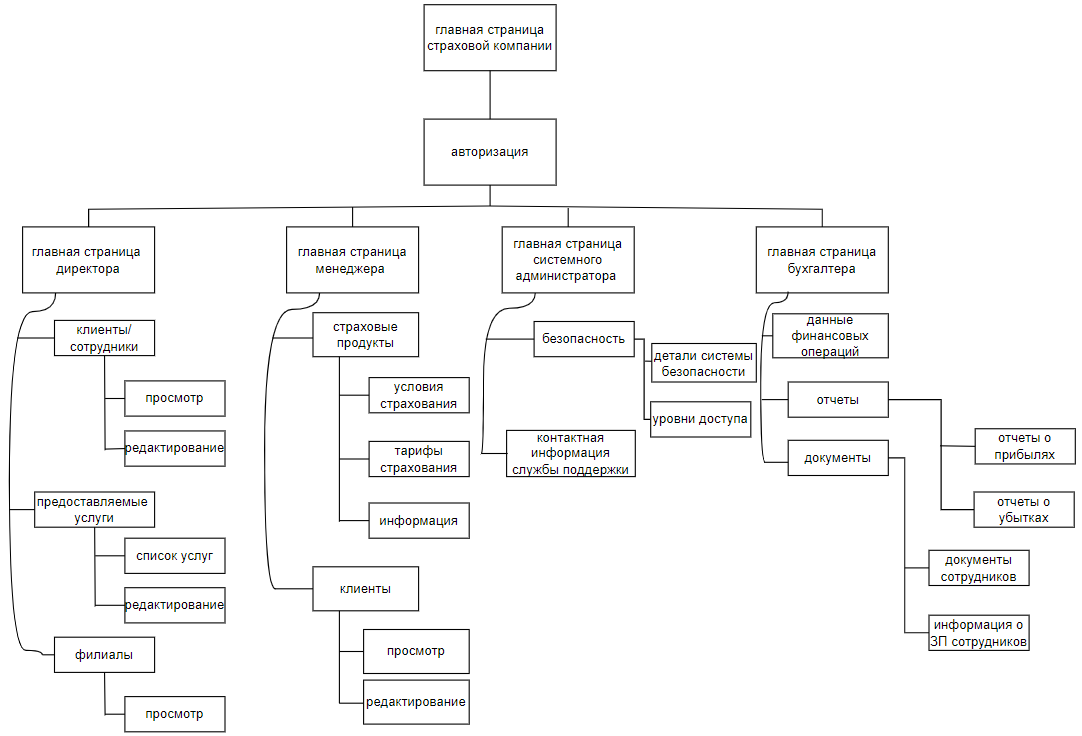 главная страница
страховой компании
авторизация
главная страница
директора
главная страница
менеджера
главная страница
системного
администратора
главная страница
бухгалтера
клиенты/
сотрудники
просмотр
редактирование
предоставляемые
услуги
список услуг
редактирование
филиалы
просмотр
страховые
продукты
условия
страхования
тарифы
страхования
информация
клиенты
просмотр
редактирование
безопасность
детали системы
безопасности
уровни доступа
контактная
информация
службы поддержки
данные
финансовых
операций
отчеты
документы
отчеты о
прибылях
отчеты о
убытках
документы
сотрудников
информация о
ЗП сотрудников